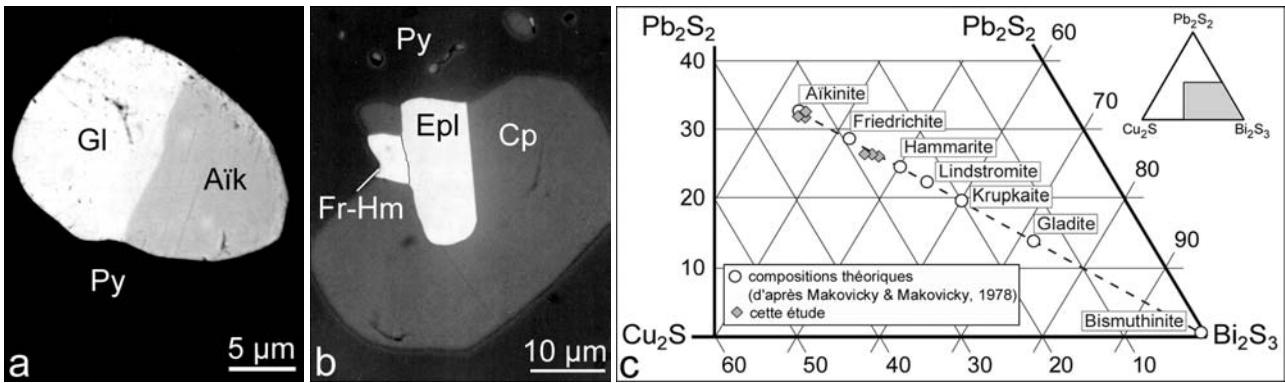 Gl
Aïk
Py
a
5 µm
Py
Epl
Cp
Fr-Hm
b
10 µm
Pb2S2
Pb2S2
60
70
80
90
Pb2S2
Cu2S
Bi2S3
40
30
20
10
Aïkinite
Friedrichite
Hammarite
Lindstromite
Krupkaite
Gladite
Bismuthinite
compositions théoriques
(d'après Makovicky & Makovicky, 1978)
cette étude
Cu2S
Bi2S3
c
60
50
40
30
20
10